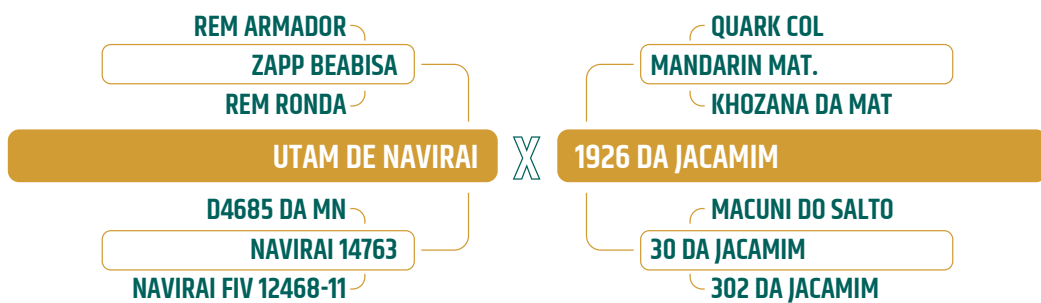 REM ARMADOR
ZAPP BEABISA
REM RONDA
UTAM DE NAVIRAI
D4685 DA MN
NAVIRAI 14763
NAVIRAI FIV 12468-11
X
QUARK COL
MANDARIN MAT.
KHOZANA DA MAT
1926 DA JACAMIM
MACUNI DO SALTO
30 DA JACAMIM
302 DA JACAMIM